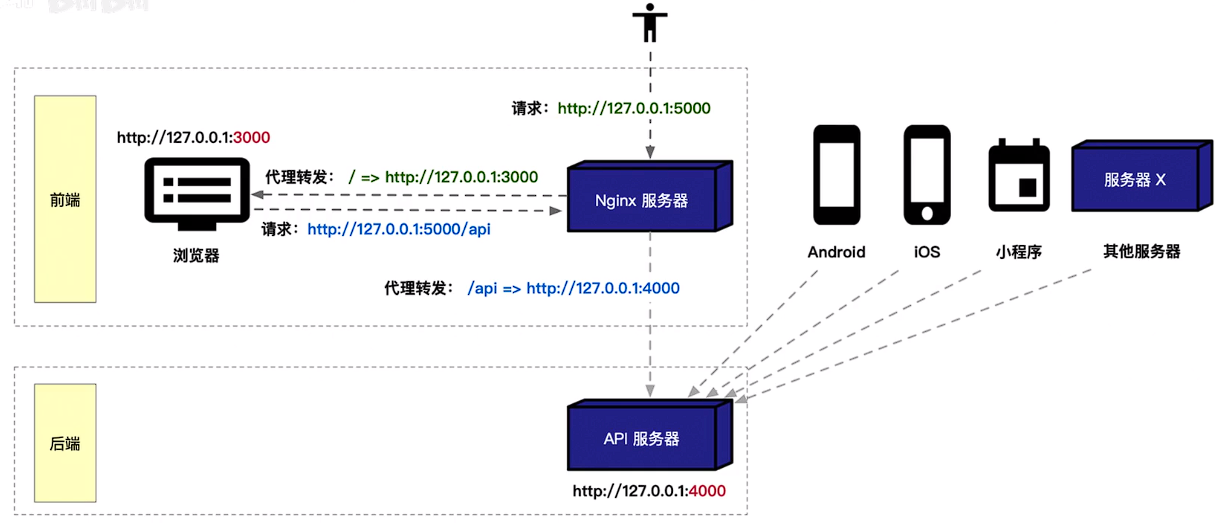 请求：http://127.0.0.1:5000
前端
http://127.0.0.1:3000
代理转发： / => http://127.0.0.1:3000
请求：http://127.0.0.1:5000/api
浏览器
Nginx 服务器
代理转发： /api => http://127.0.0.1:4000
服务器 X
Android
iOS
小程序
其他服务器
后端
API 服务器
http://127.0.0.1:4000